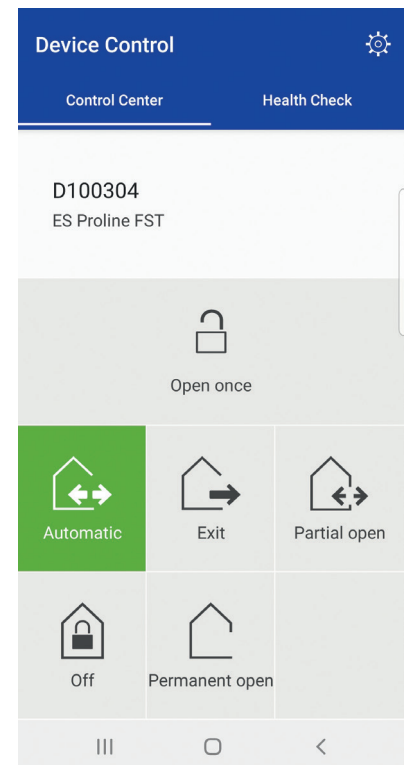 Device Control
Control Center Health Check
D100304
ES Proline FST
Open once
Automatic Exit Partial open
Off Permanent open